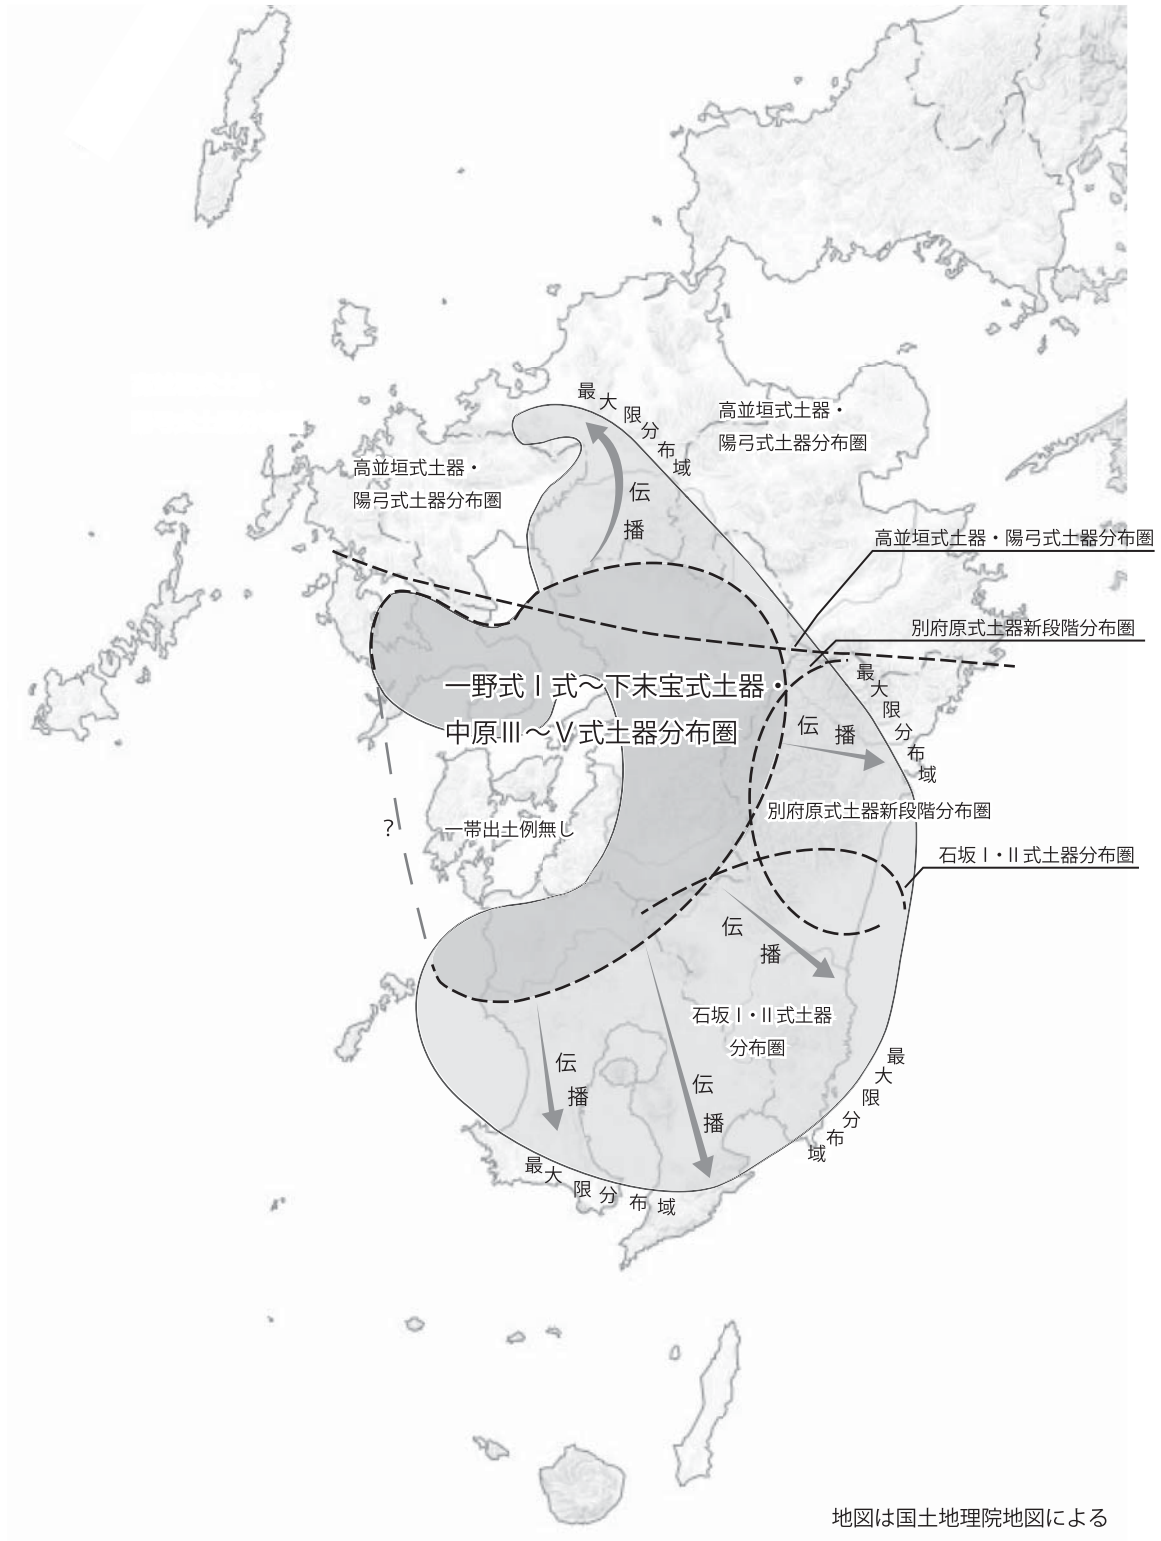 最大限分布域
高並垣式土器・
陽弓式土器分布圏
高並垣式土器・
陽弓式土器分布圏
伝播
高並垣式土器・陽弓式土器分布圏
別府原式土器新段階分布圏
最大限分布域
一野式Ⅰ式～下末宝式土器・
中原Ⅲ～Ⅴ式土器分布圏
伝播
別府原式土器新段階分布圏
?
一帯出土例無し
石坂Ⅰ・Ⅱ式土器分布圏
伝播
石坂Ⅰ・Ⅱ式土器
分布圏
伝播
伝播
最大限分布域
最大限分布域
地図は国土地理院地図による